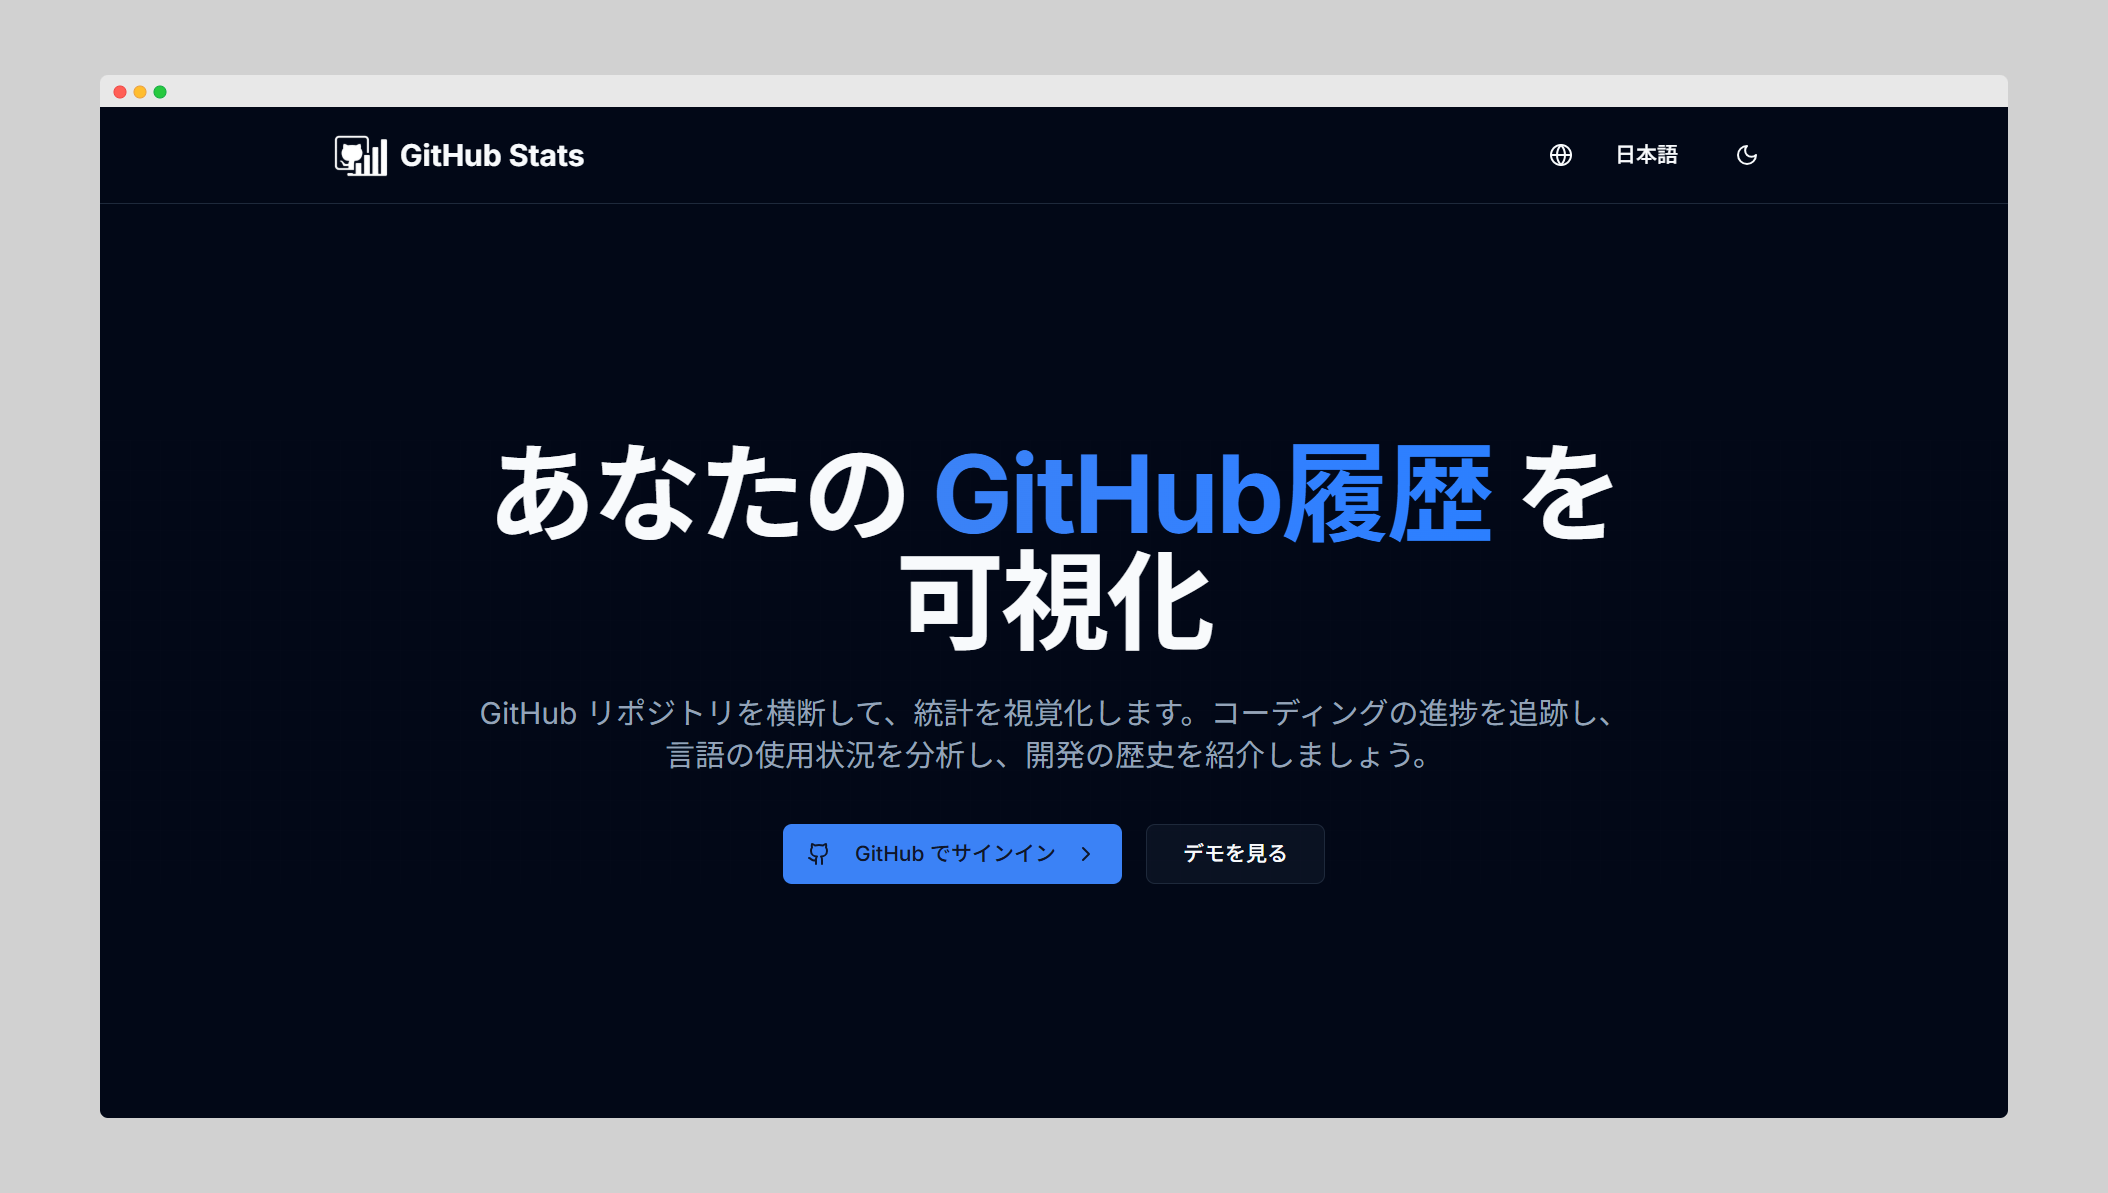 GitHub Stats
日本語
あなたの GitHub履歴 を
可視化
GitHub リポジトリを横断して、統計を視覚化します。コーディングの進捗を追跡し、
言語の使用状況を分析し、開発の歴史を紹介しましょう。
GitHub でサインイン
デモを見る